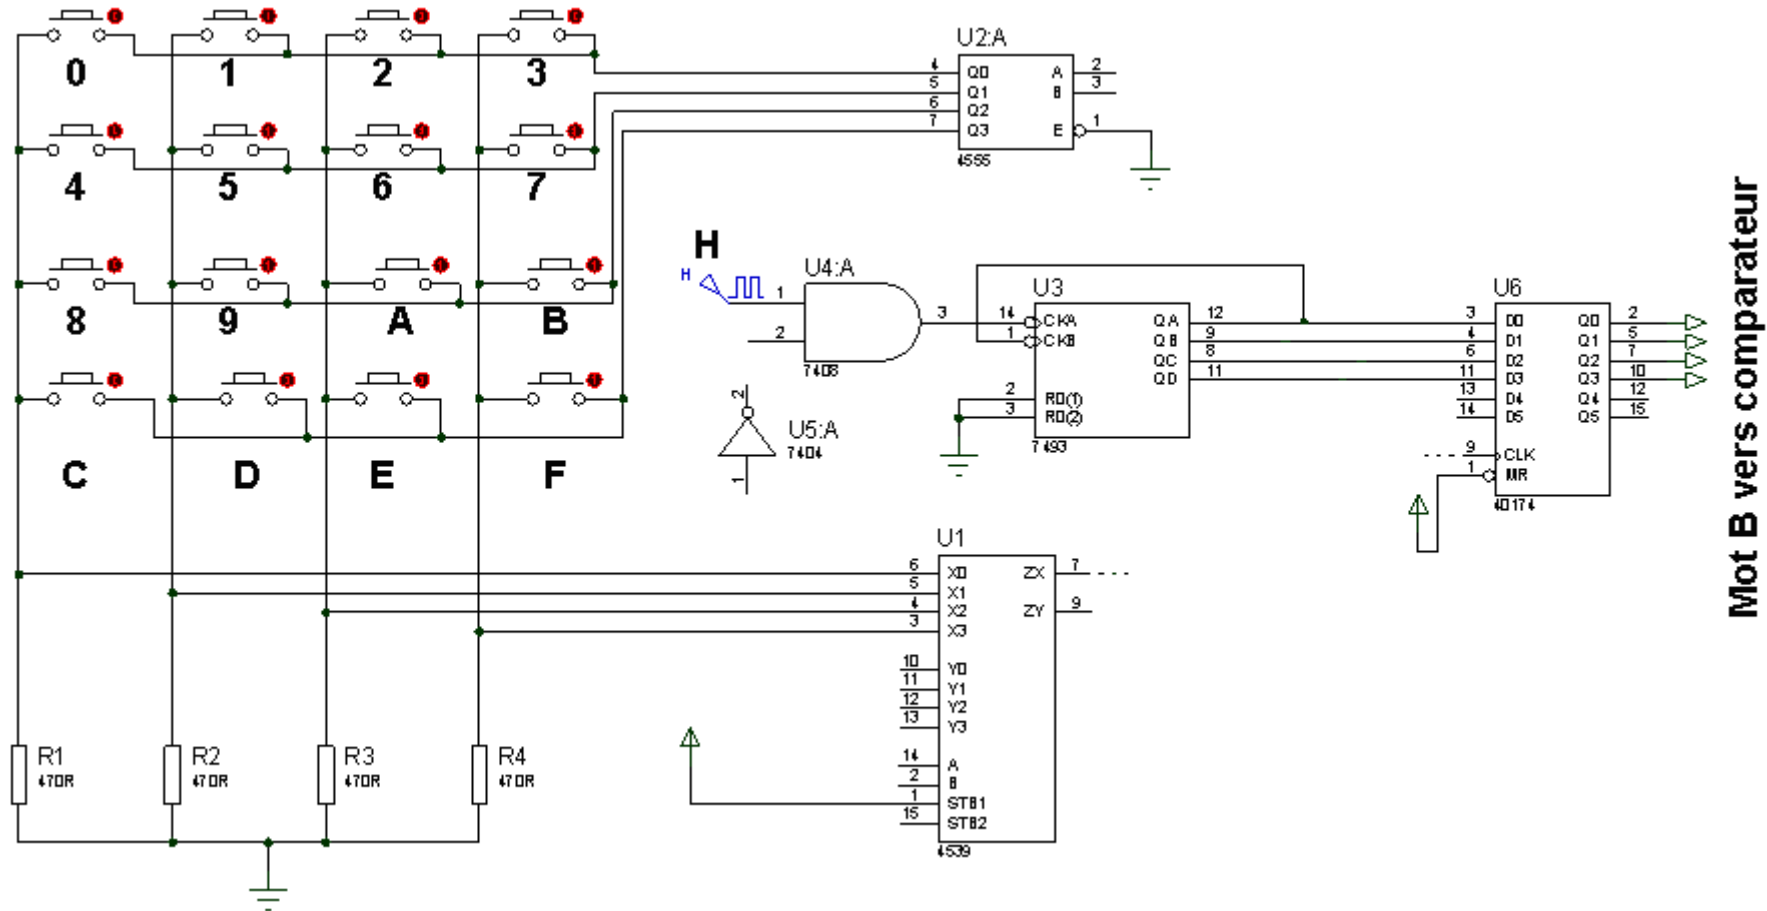 0 1 2 3
4 5 6 7
8 9 A B
C D E F
U2:A
4 Q0 A 2
5 Q1 B 3
6 Q2
7 Q3 E 1
4555
H
H
U4:A
1
2
3
7408
U5:A
7404
2
1
U3
14 CKA QA 12
1 CKB QB 9
QC 8
QD 11
2 R0(1)
3 R0(2)
7493
U6
3 D0 Q0 2
4 D1 Q1 5
6 D2 Q2 7
11 D3 Q3 10
13 D4 Q4 12
14 D5 Q5 15
9 CLK
1 MR
40174
Mot B vers comparateur
U1
6 X0 ZX 7
5 X1
4 X2 ZY 9
3 X3
10 Y0
11 Y1
12 Y2
13 Y3
14 A
2 B
1 STB1
15 STB2
4539
R1
470R
R2
470R
R3
470R
R4
470R